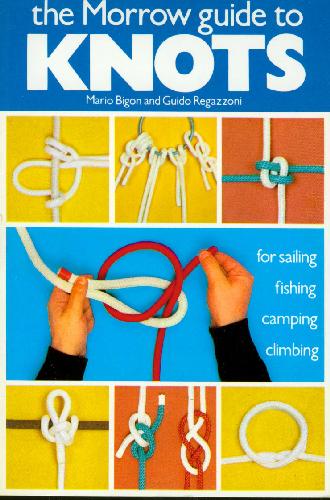 the Morrow guide to
KNOTS
Mario Bigon and Guido Regazzoni
for sailing
fishing
camping
climbing